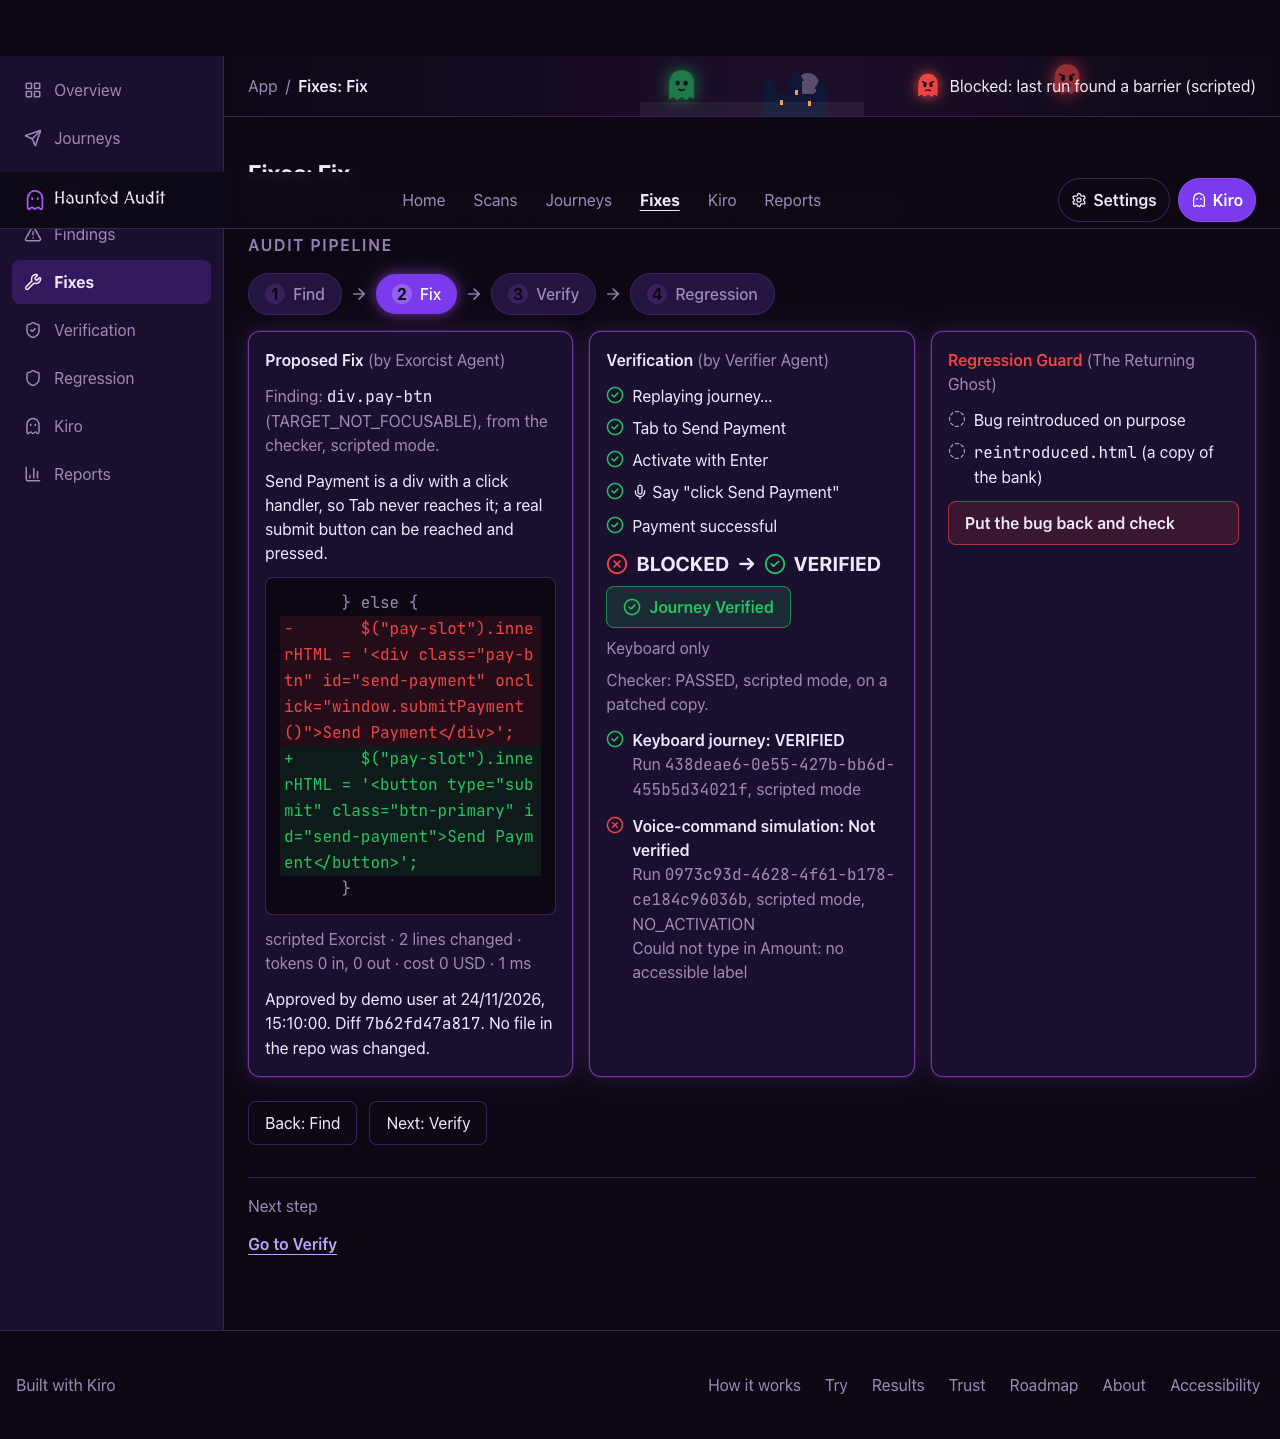 Overview
Journeys
App / Fixes: Fix
Blocked: last run found a barrier (scripted)
Fixes: Fix
Haunted Audit
Home
Scans
Journeys
Fixes
Kiro
Reports
Settings
Kiro
Findings
Fixes
Verification
Regression
Kiro
Reports
AUDIT PIPELINE
1 Find
2 Fix
3 Verify
4 Regression
Proposed Fix (by Exorcist Agent)
Finding: div.pay-btn
(TARGET_NOT_FOCUSABLE), from the
checker, scripted mode.
Send Payment is a div with a click
handler, so Tab never reaches it; a real
submit button can be reached and
pressed.
} else {
-       $("pay-slot").inne
rHTML = '<div class="pay-b
tn" id="send-payment" oncl
ick="window.submitPayment
()">Send Payment</div>';
+       $("pay-slot").inne
rHTML = '<button type="sub
mit" class="btn-primary" i
d="send-payment">Send Paym
ent</button>';
}
scripted Exorcist · 2 lines changed ·
tokens 0 in, 0 out · cost 0 USD · 1 ms
Approved by demo user at 24/11/2026,
15:10:00. Diff 7b62fd47a817. No file in
the repo was changed.
Verification (by Verifier Agent)
Replaying journey...
Tab to Send Payment
Activate with Enter
Say "click Send Payment"
Payment successful
BLOCKED → VERIFIED
Journey Verified
Keyboard only
Checker: PASSED, scripted mode, on a
patched copy.
Keyboard journey: VERIFIED
Run 438deae6-0e55-427b-bb6d-
455b5d34021f, scripted mode
Voice-command simulation: Not
verified
Run 0973c93d-4628-4f61-b178-
ce184c96036b, scripted mode,
NO_ACTIVATION
Could not type in Amount: no
accessible label
Regression Guard (The Returning
Ghost)
Bug reintroduced on purpose
reintroduced.html (a copy of
the bank)
Put the bug back and check
Back: Find
Next: Verify
Next step
Go to Verify
Built with Kiro
How it works
Try
Results
Trust
Roadmap
About
Accessibility